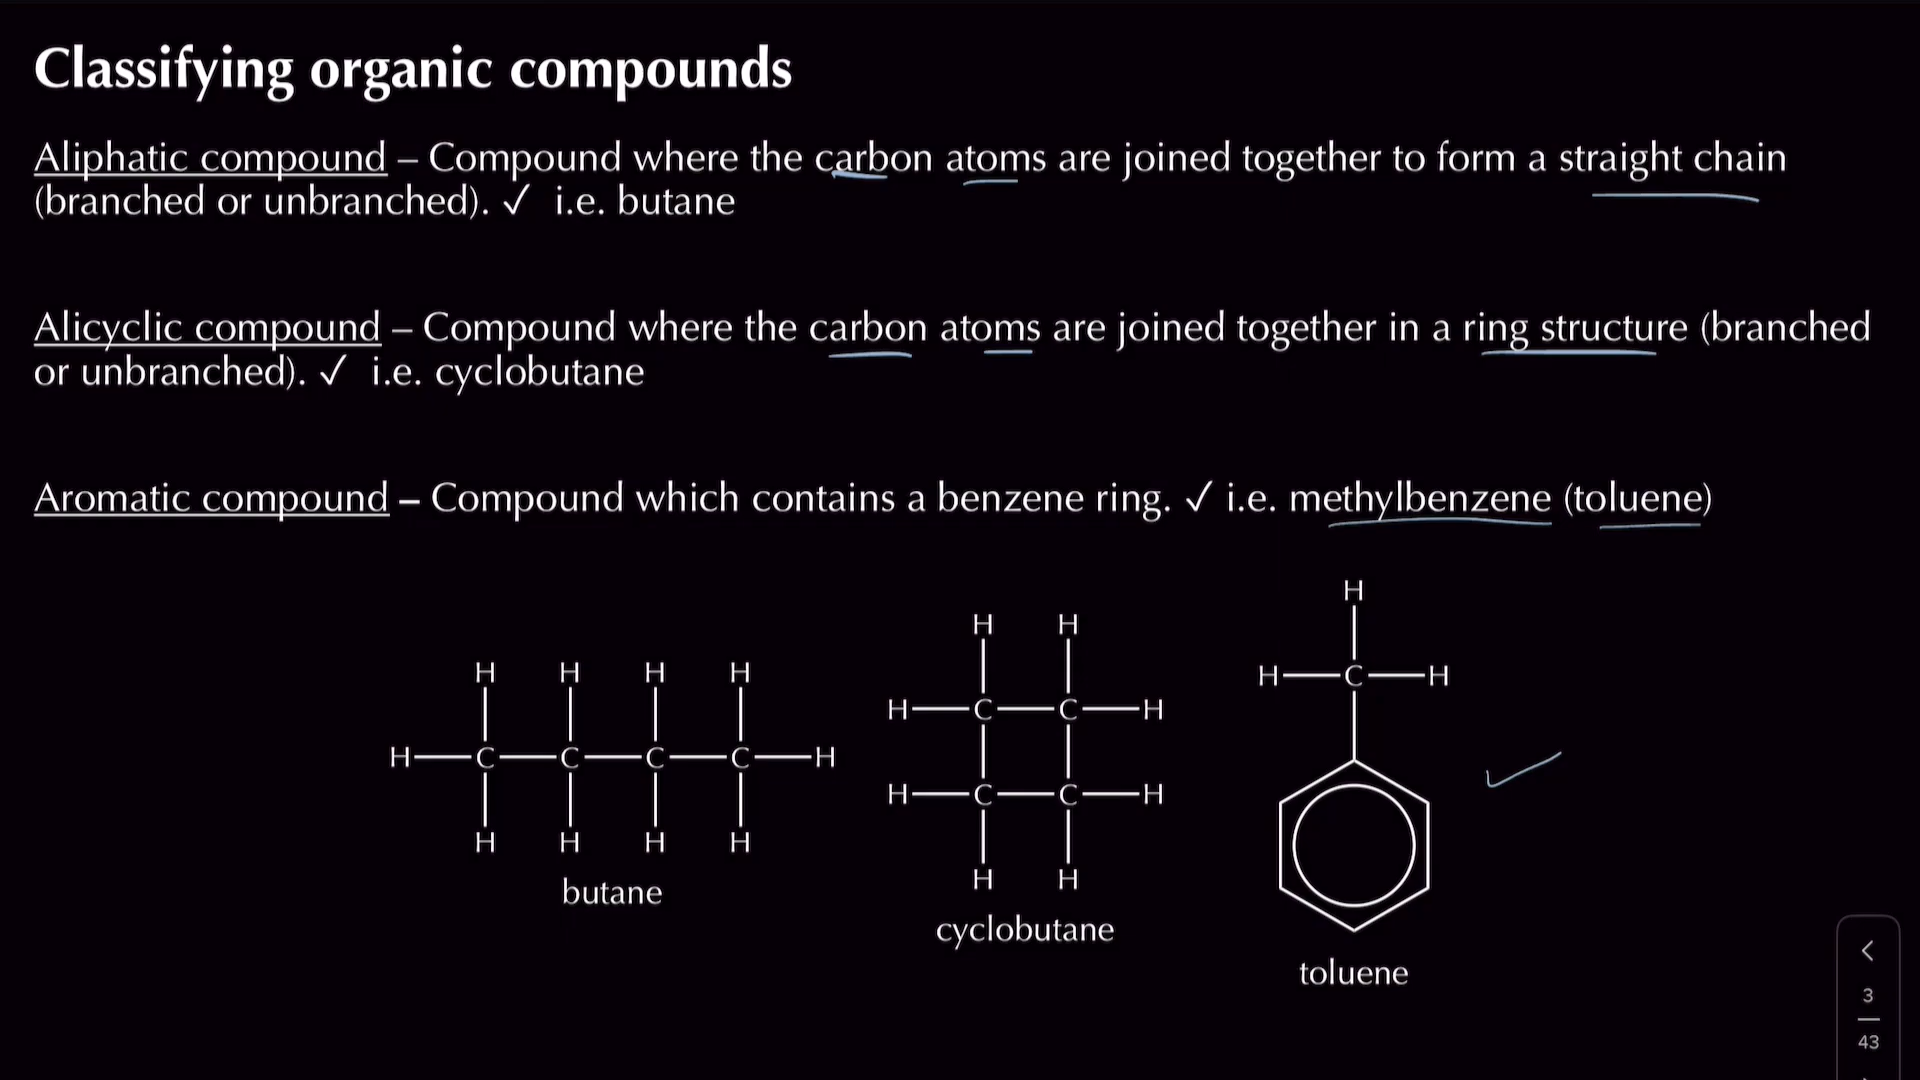 Classifying organic compounds
Aliphatic compound – Compound where the carbon atoms are joined together to form a straight chain
(branched or unbranched). ✓ i.e. butane
Alicyclic compound – Compound where the carbon atoms are joined together in a ring structure (branched
or unbranched). ✓ i.e. cyclobutane
Aromatic compound – Compound which contains a benzene ring. ✓ i.e. methylbenzene (toluene)
H H H H
H C C C C H
H H H H
butane
H H
H C C H
H C C H
H H
cyclobutane
H
H C H
toluene
3
43